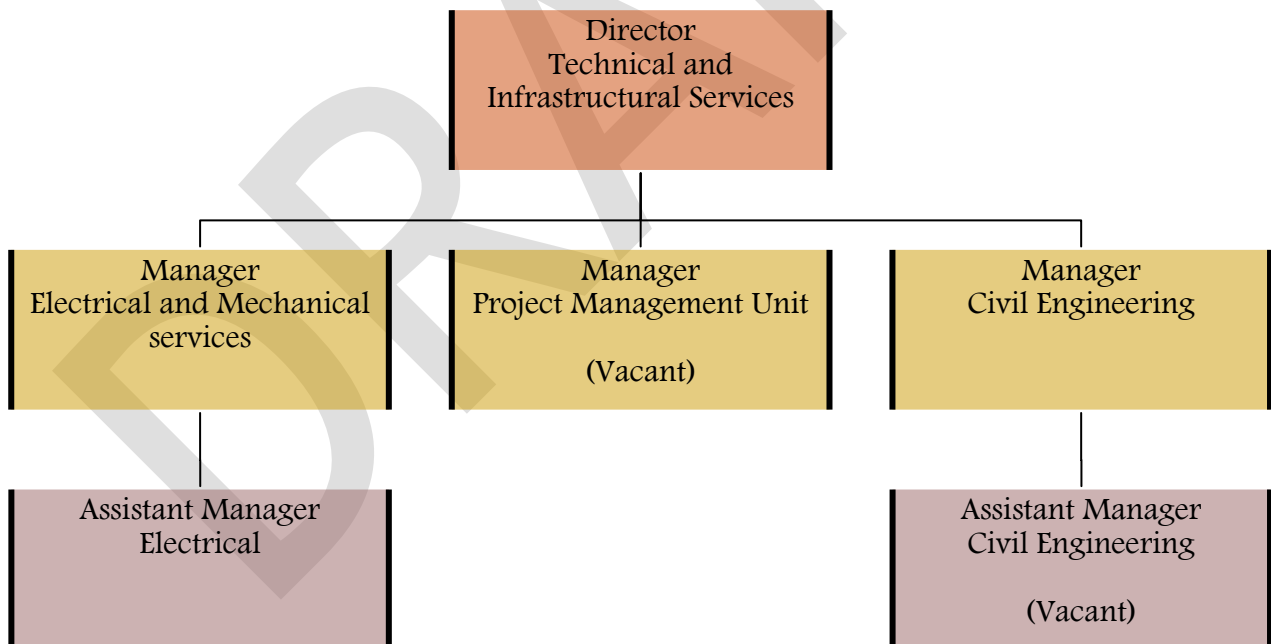 Director
Technical and
Infrastructural Services
Manager
Electrical and Mechanical
services
Manager
Project Management Unit
(Vacant)
Manager
Civil Engineering
Assistant Manager
Electrical
Assistant Manager
Civil Engineering
(Vacant)
DRA